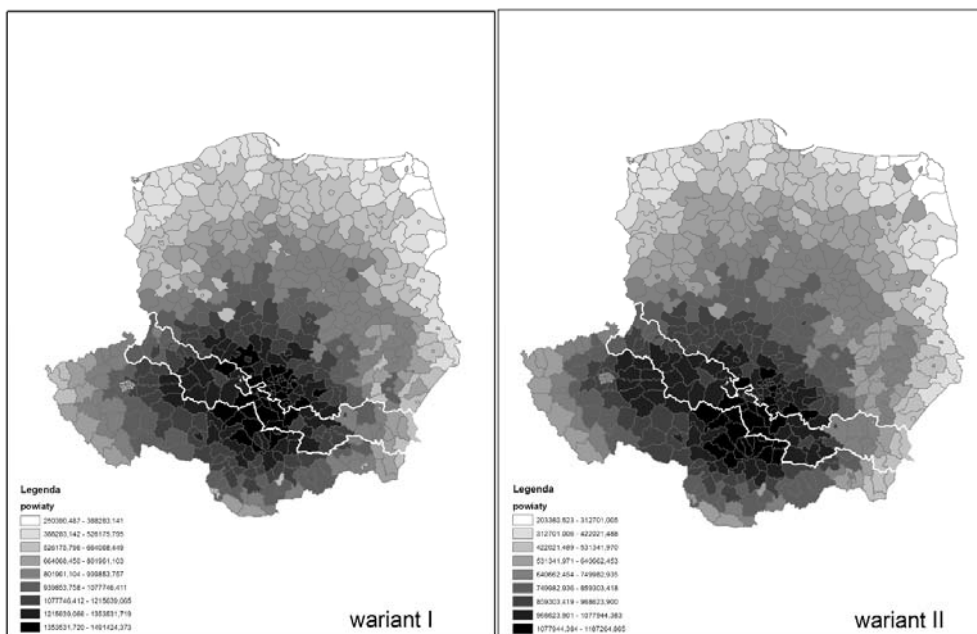 wariant I
Legenda
powiaty
250390,487 - 388283,141
388283,142 - 526175,795
526175,796 - 664068,449
664068,450 - 801961,103
801961,104 - 939853,757
939853,758 - 1077746,411
1077746,412 - 1215639,065
1215639,066 - 1353531,719
1353531,720 - 1491424,373
wariant II
Legenda
powiaty
203380,523 - 312701,005
312701,006 - 422021,488
422021,489 - 531341,970
531341,971 - 640662,453
640662,454 - 749982,935
749982,936 - 859303,418
859303,419 - 968623,900
968623,901 - 1077944,383
1077944,384 - 1187264,865